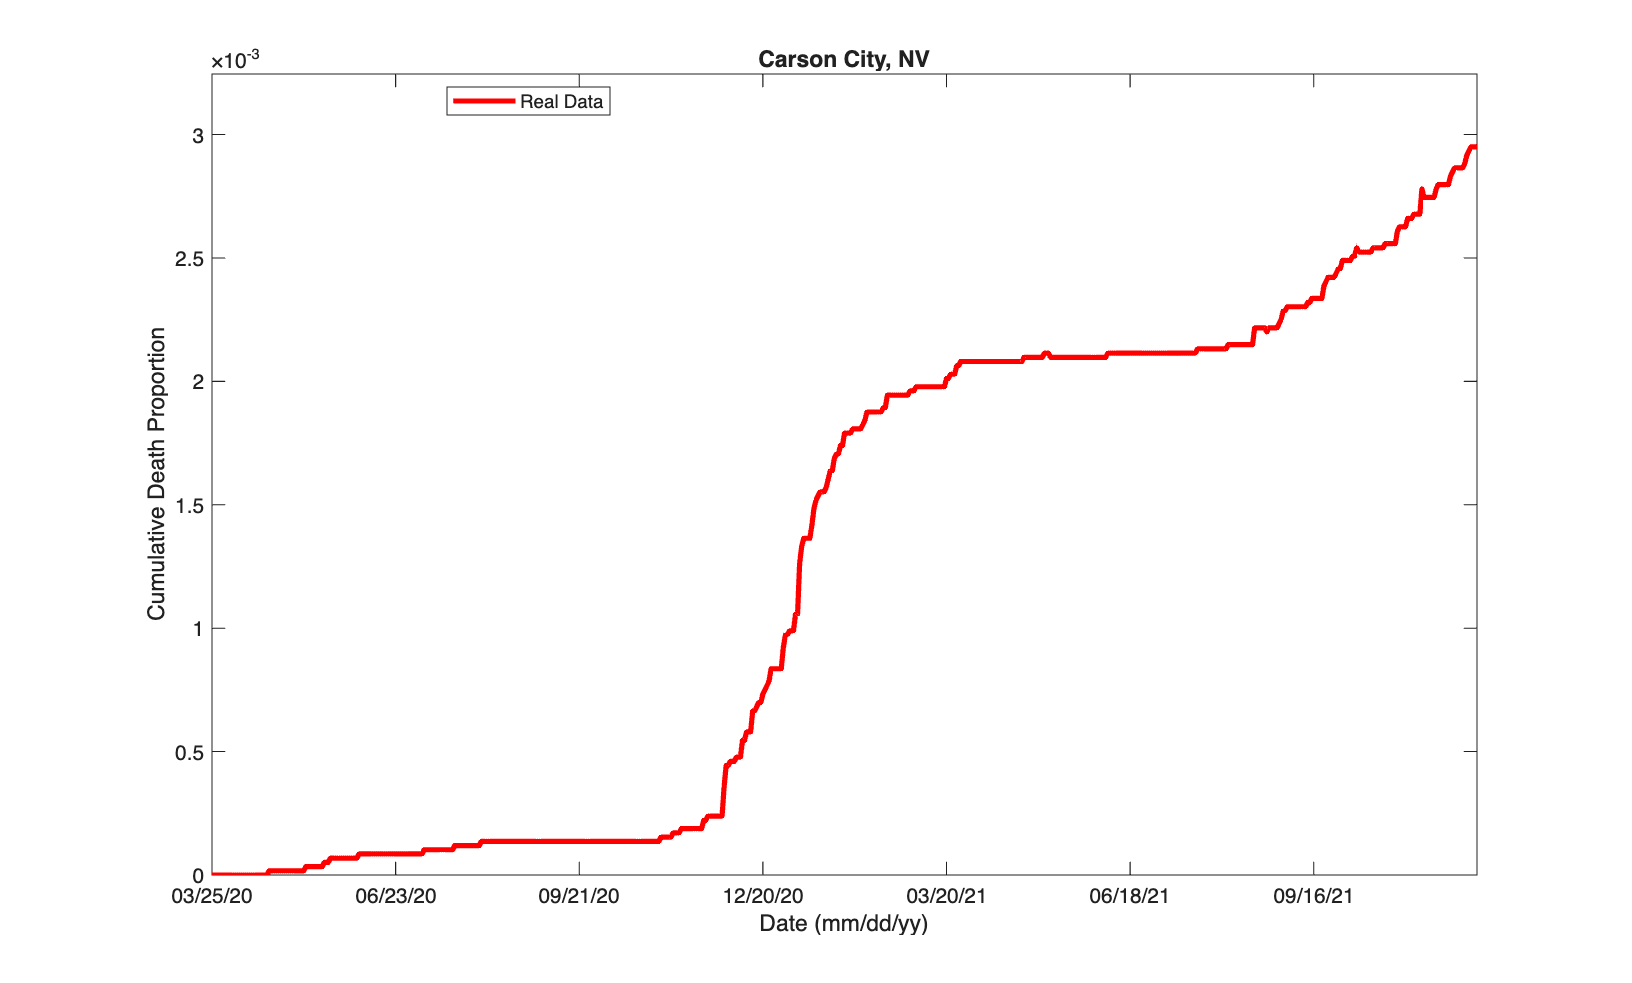 Carson City, NV
×10-3
Real Data
3
2.5
2
1.5
1
0.5
0
Cumulative Death Proportion
03/25/20 06/23/20 09/21/20 12/20/20 03/20/21 06/18/21 09/16/21
Date (mm/dd/yy)